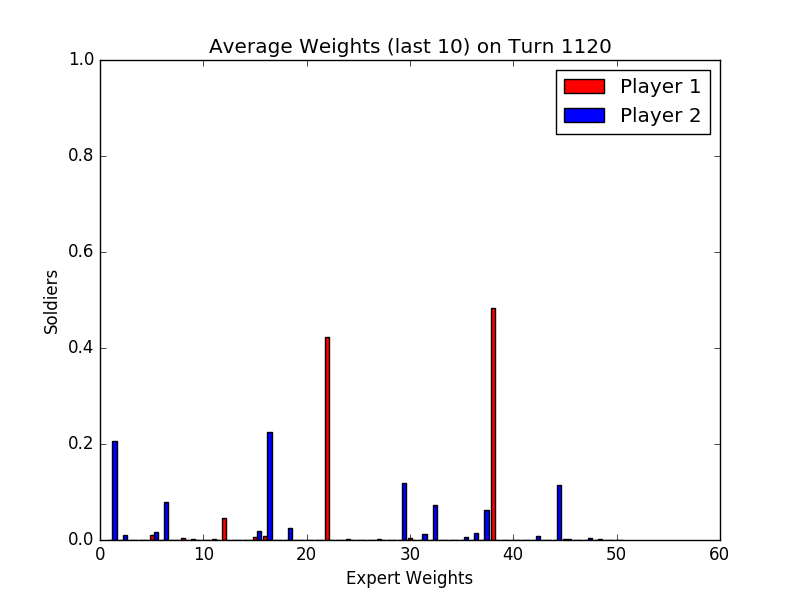 Average Weights (last 10) on Turn 1120
1.0
0.8
0.6
0.4
0.2
0.0
Soldiers
Player 1
Player 2
0 10 20 30 40 50 60
Expert Weights